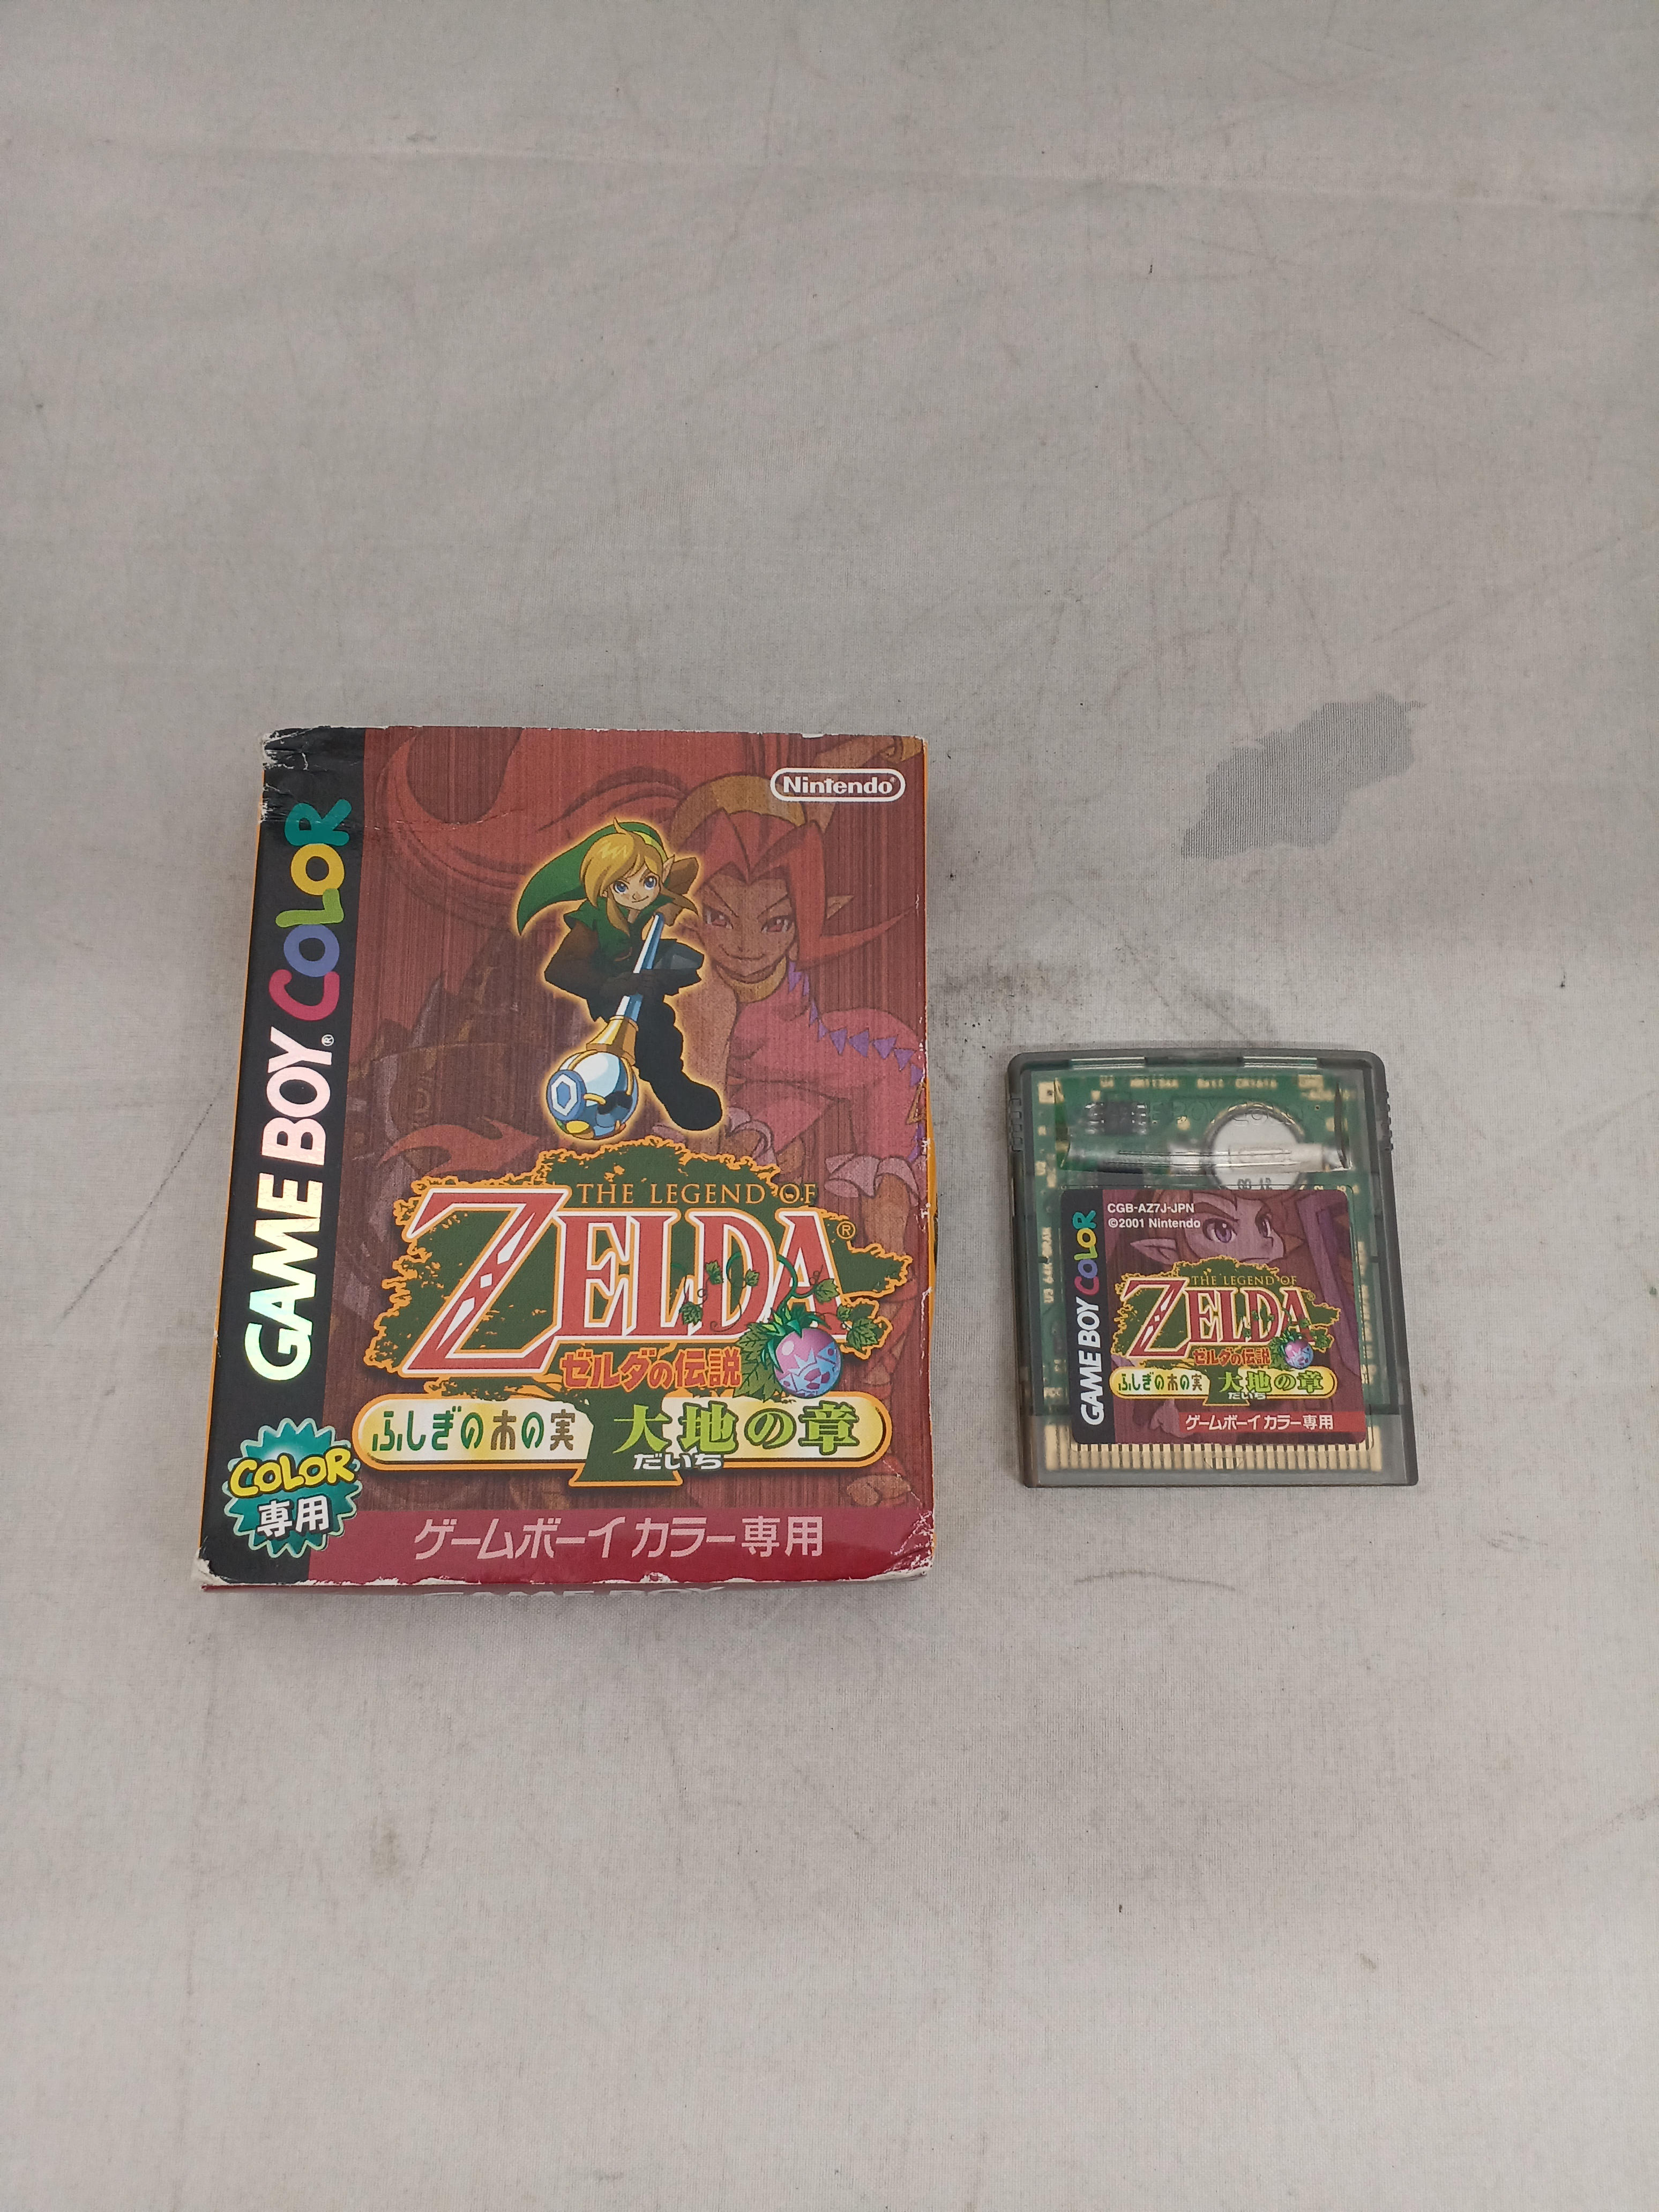 Nintendo®
GAME BOY® COLOR
THE LEGEND OF
ZELDA®
ゼルダの伝説
ふしぎの木の実 大地の章
だいち
COLOR
専用
ゲームボーイ カラー専用
CGB-AZ7J-JPN
©2001 Nintendo
GAME BOY COLOR
THE LEGEND OF
ZELDA
ゼルダの伝説
ふしぎの木の実 大地の章
だいち
ゲームボーイ カラー専用